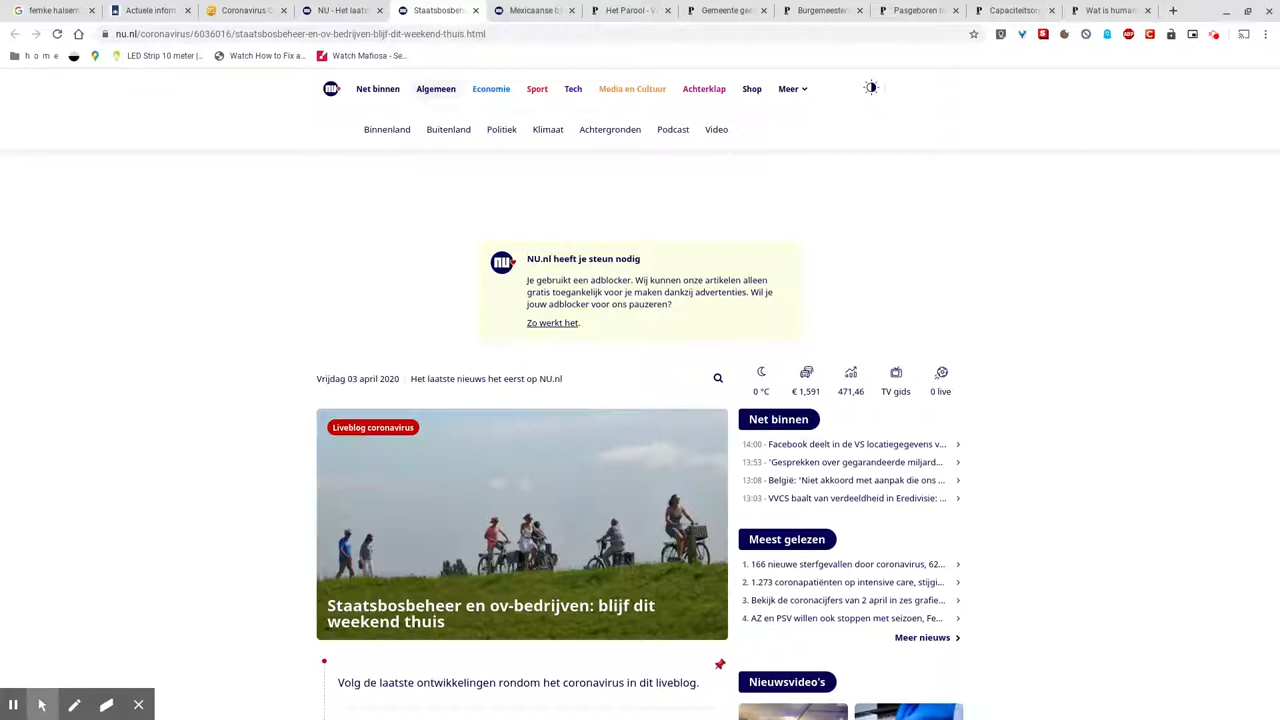 femke halsem
Actuele inform
Coronavirus C
NU - Het laats
Staatsbosbeh
Mexicaanse b
Het Parool - V
Gemeente gee
Burgemeester
Pasgeboren b
Capaciteitsor
Wat is human
nu.nl/coronavirus/6036016/staatsbosbeheer-en-ov-bedrijven-blijf-dit-weekend-thuis.html
h o m e
LED Strip 10 meter |...
Watch How to Fix a...
Watch Mafiosa - Se...
nu
Net binnen
Algemeen
Economie
Sport
Tech
Media en Cultuur
Achterklap
Shop
Meer
Binnenland
Buitenland
Politiek
Klimaat
Achtergronden
Podcast
Video
nu
NU.nl heeft je steun nodig
Je gebruikt een adblocker. Wij kunnen onze artikelen alleen
gratis toegankelijk voor je maken dankzij advertenties. Wil je
jouw adblocker voor ons pauzeren?
Zo werkt het.
Vrijdag 03 april 2020
Het laatste nieuws het eerst op NU.nl
0 °C
€ 1,591
471,46
TV gids
0 live
Liveblog coronavirus
Staatsbosbeheer en ov-bedrijven: blijf dit
weekend thuis
Volg de laatste ontwikkelingen rondom het coronavirus in dit liveblog.
Net binnen
14:00 - Facebook deelt in de VS locatiegegevens v...
13:53 - 'Gesprekken over gegarandeerde miljard...
13:08 - België: 'Niet akkoord met aanpak die ons ...
13:03 - VVCS baalt van verdeeldheid in Eredivisie: ...
Meest gelezen
1. 166 nieuwe sterfgevallen door coronavirus, 62...
2. 1.273 coronapatiënten op intensive care, stijgi...
3. Bekijk de coronacijfers van 2 april in zes grafie...
4. AZ en PSV willen ook stoppen met seizoen, Fe...
Meer nieuws
Nieuwsvideo's